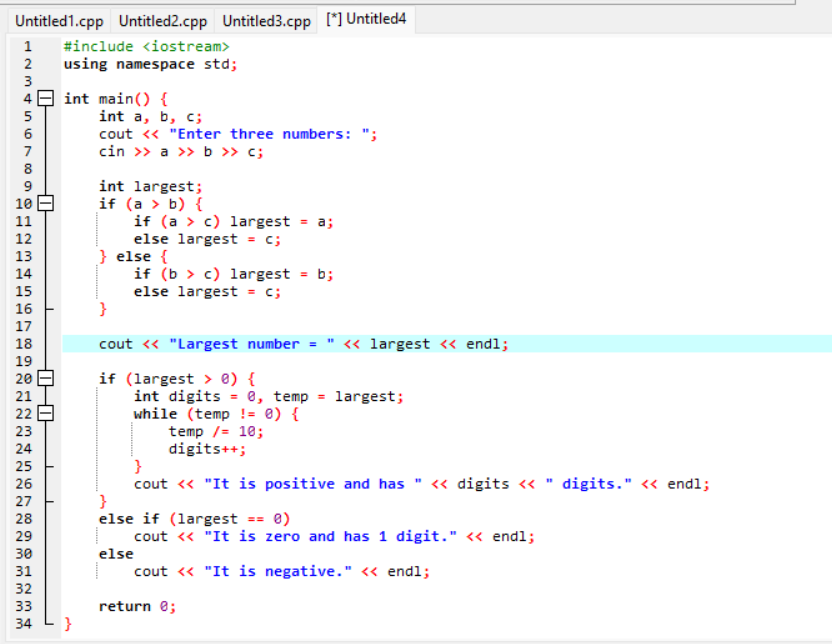 Untitled1.cpp Untitled2.cpp Untitled3.cpp [*] Untitled4
1 #include <iostream>
2 using namespace std;
3
4 int main() {
5 int a, b, c;
6 cout << "Enter three numbers: ";
7 cin >> a >> b >> c;
8
9 int largest;
10 if (a > b) {
11 if (a > c) largest = a;
12 else largest = c;
13 } else {
14 if (b > c) largest = b;
15 else largest = c;
16 }
17
18 cout << "Largest number = " << largest << endl;
19
20 if (largest > 0) {
21 int digits = 0, temp = largest;
22 while (temp != 0) {
23 temp /= 10;
24 digits++;
25 }
26 cout << "It is positive and has " << digits << " digits." << endl;
27 }
28 else if (largest == 0)
29 cout << "It is zero and has 1 digit." << endl;
30 else
31 cout << "It is negative." << endl;
32
33 return 0;
34 }